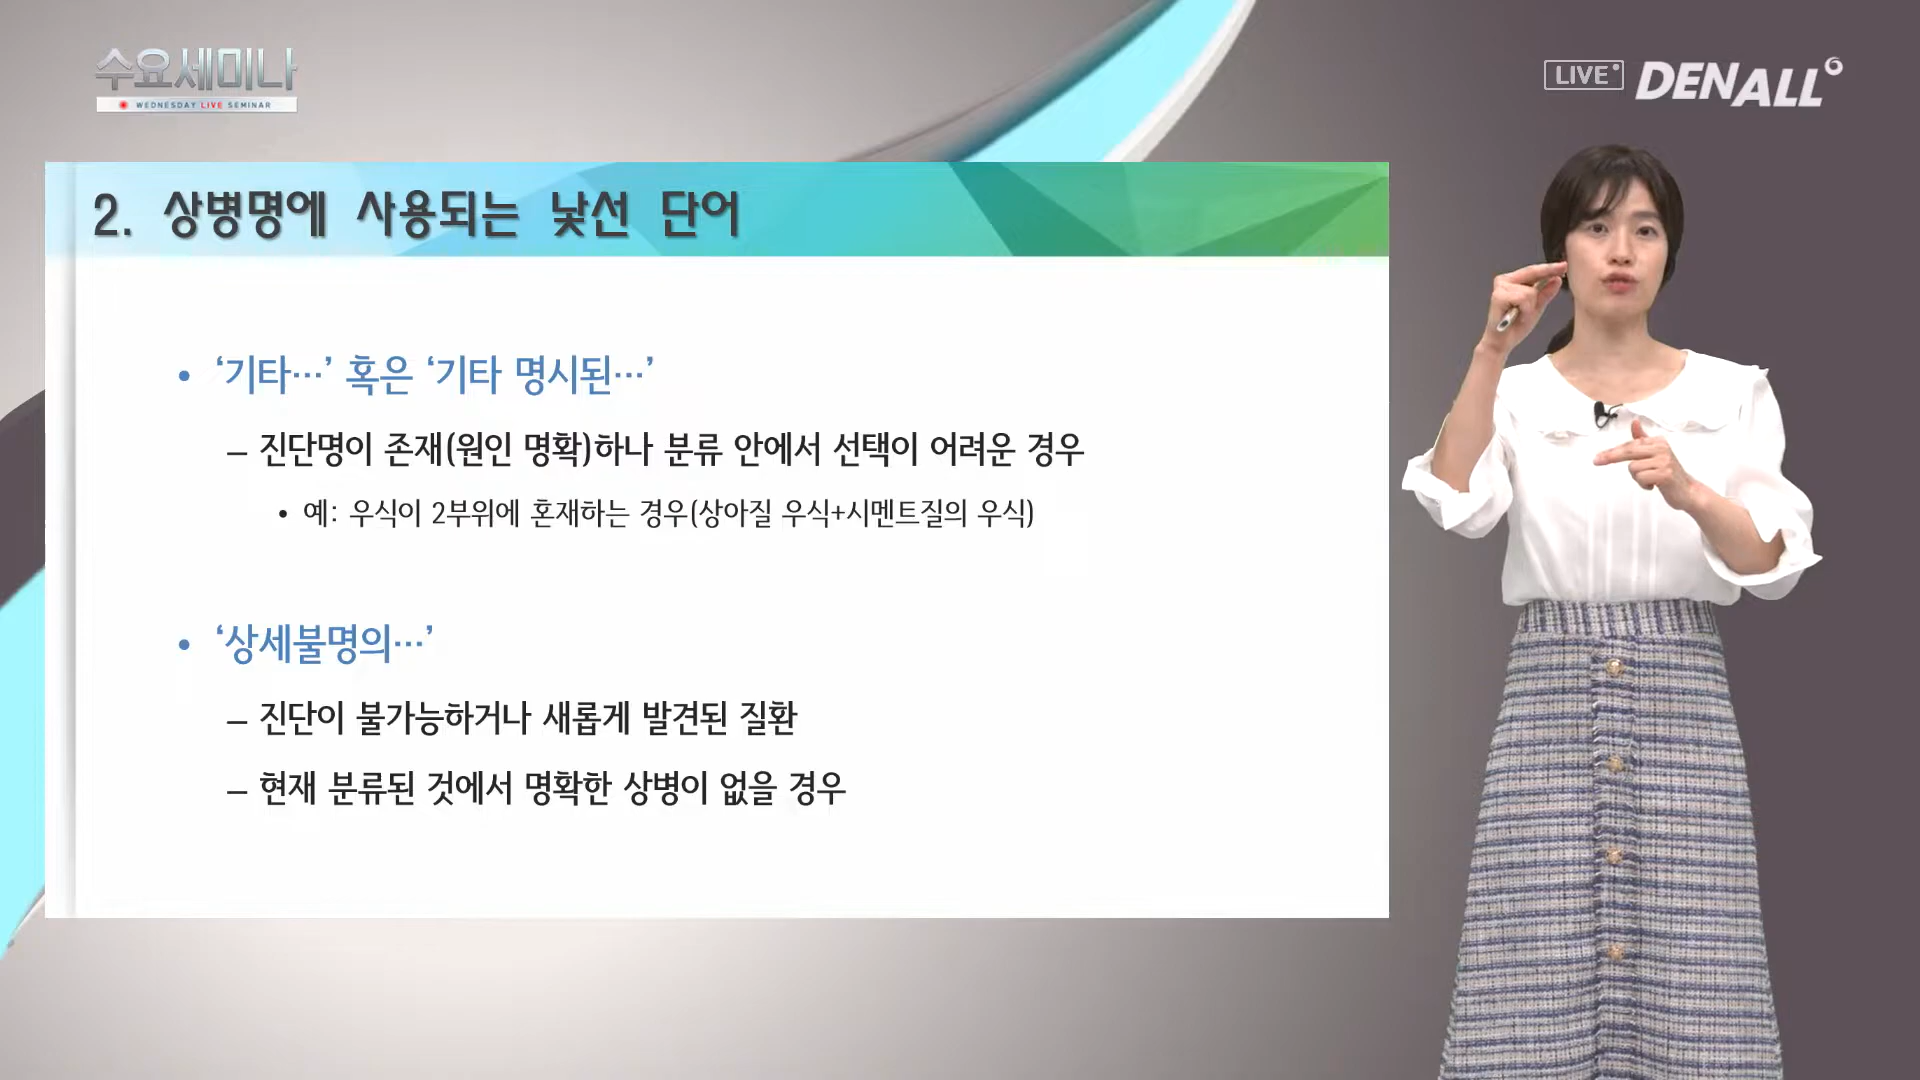 수요세미나
WEDNESDAY LIVE SEMINAR
LIVE
DENALL
2. 상병명에 사용되는 낯선 단어
• ‘기타…’ 혹은 ‘기타 명시된…’
– 진단명이 존재(원인 명확)하나 분류 안에서 선택이 어려운 경우
• 예: 우식이 2부위에 혼재하는 경우(상아질 우식+시멘트질의 우식)
• ‘상세불명의…’
– 진단이 불가능하거나 새롭게 발견된 질환
– 현재 분류된 것에서 명확한 상병이 없을 경우